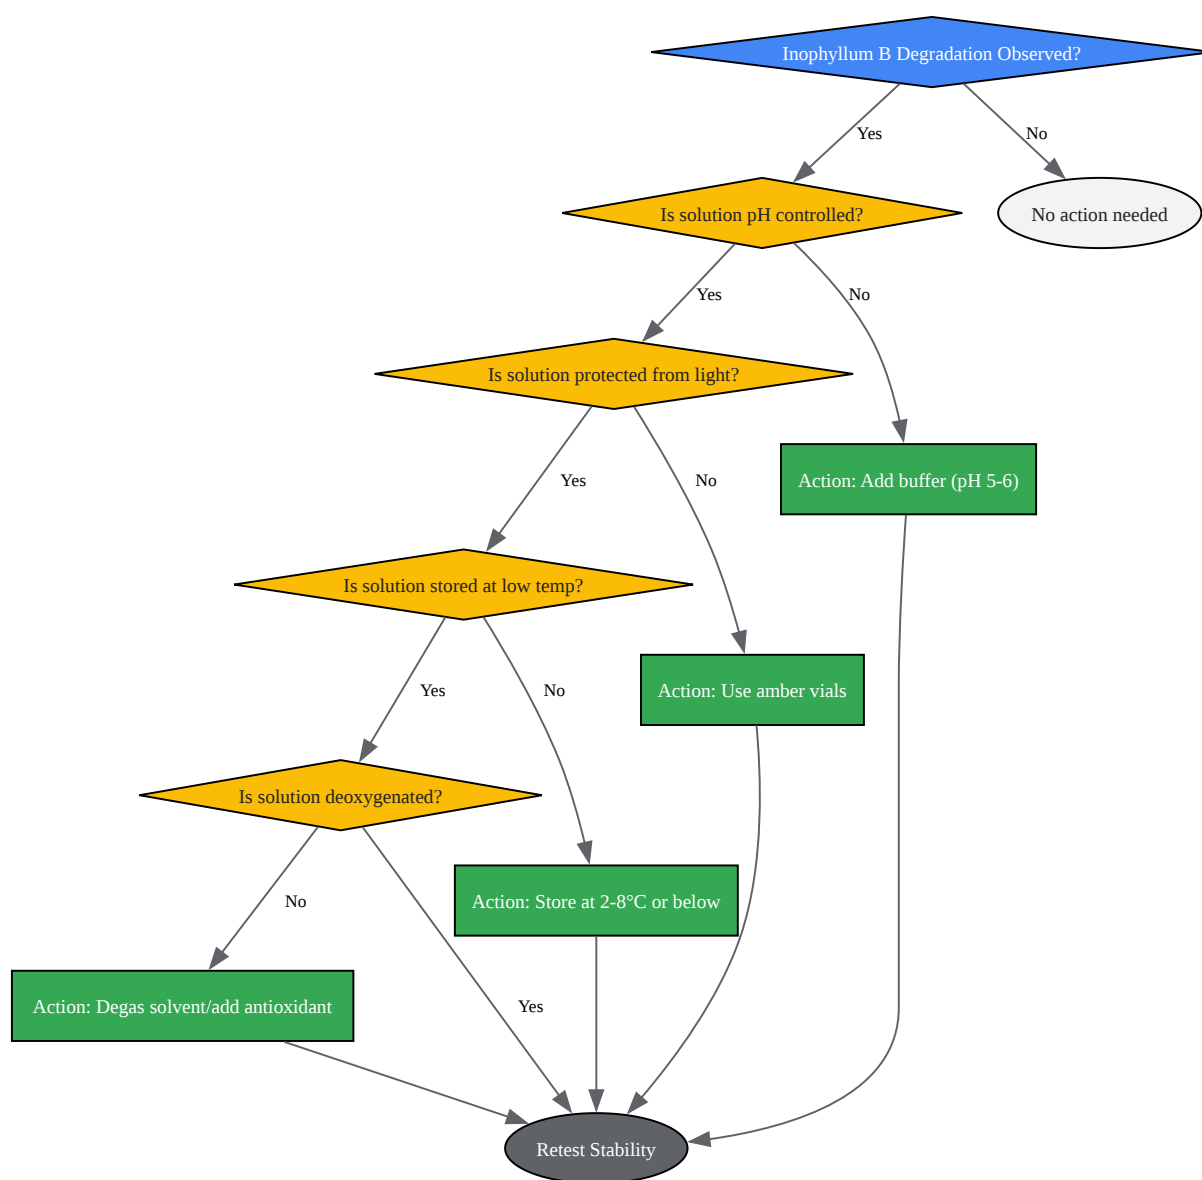 Inophyllum B Degradation Observed?
Yes
No
Is solution pH controlled?
No action needed
Yes
No
Is solution protected from light?
Yes
No
Action: Add buffer (pH 5-6)
Is solution stored at low temp?
Yes
No
Action: Use amber vials
Is solution deoxygenated?
No
Action: Store at 2-8°C or below
Action: Degas solvent/add antioxidant
Yes
Retest Stability